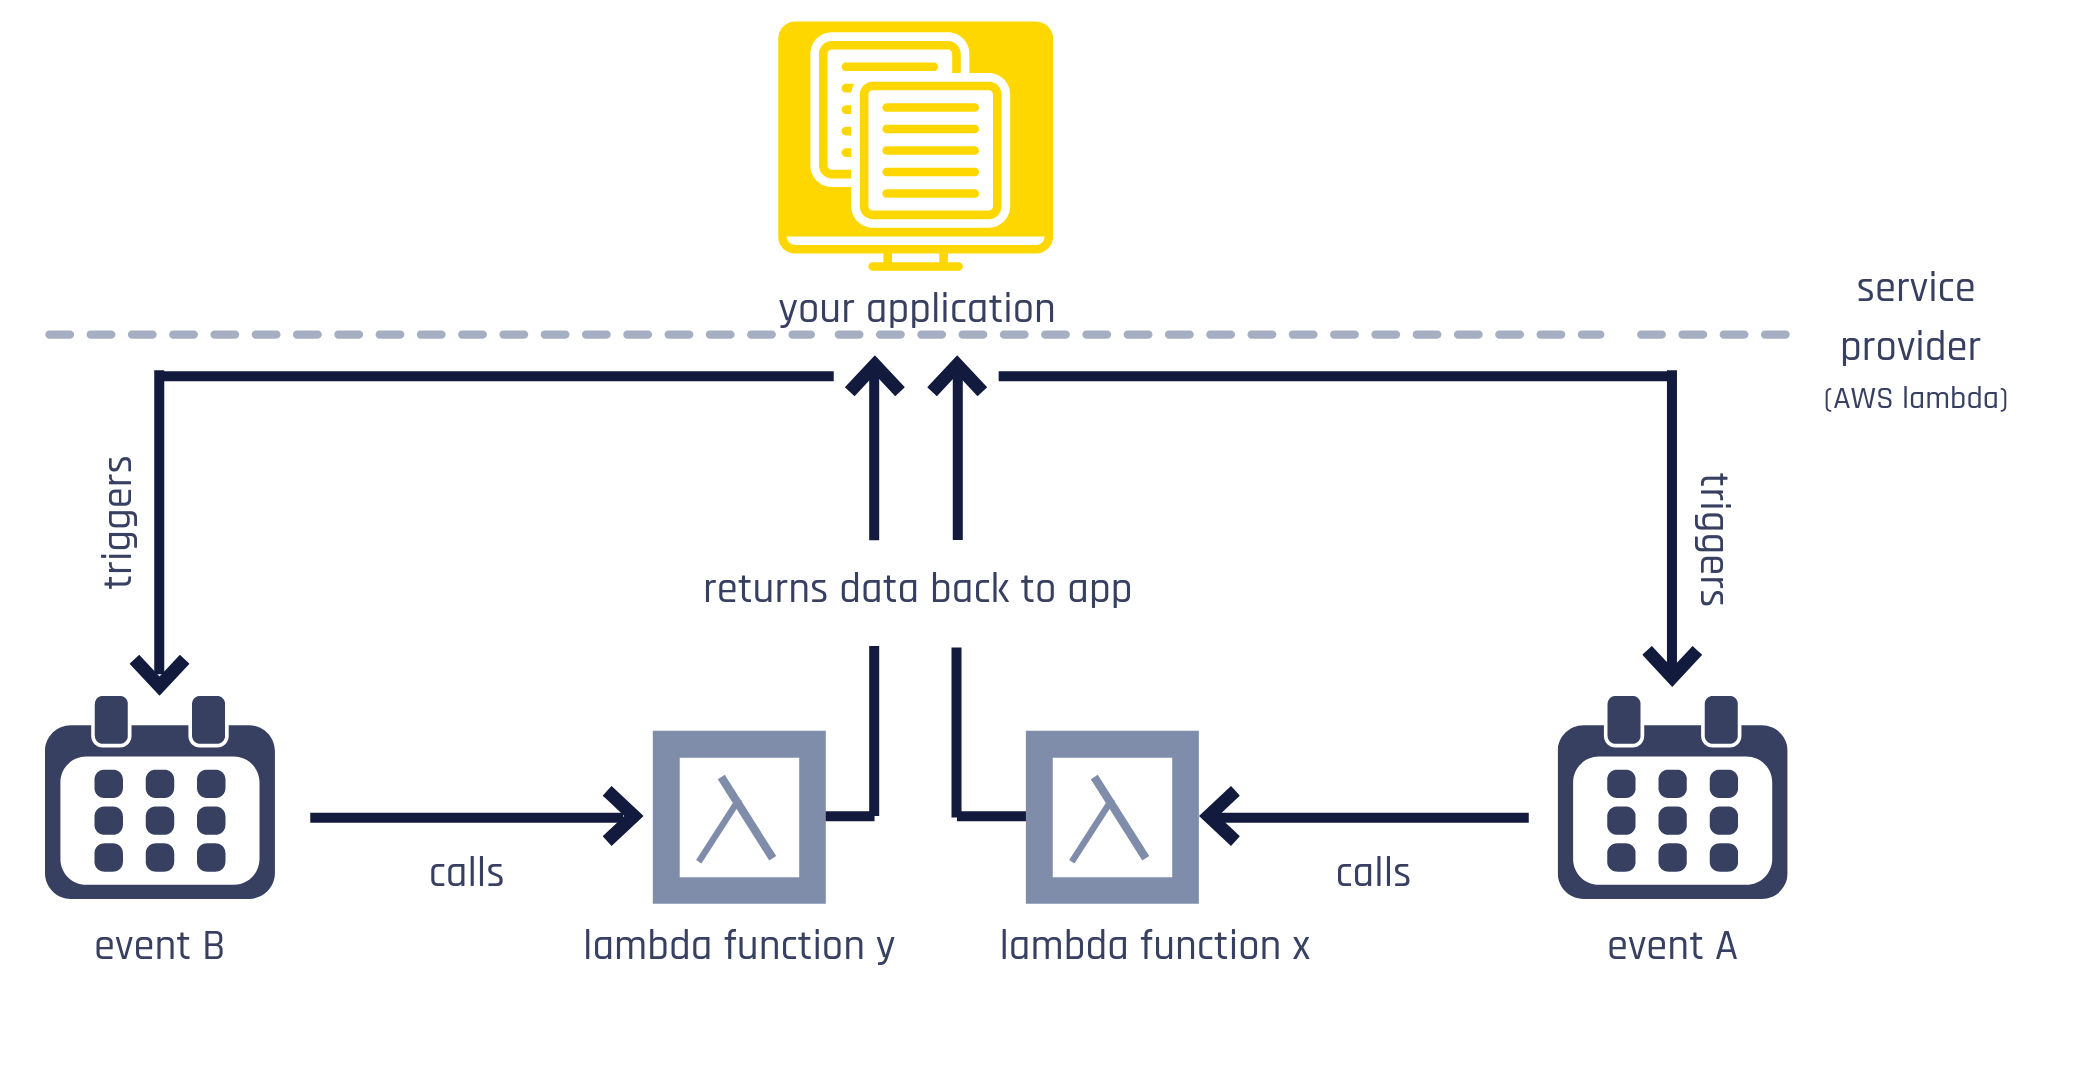 your application
service
provider
(AWS lambda)
triggers
triggers
returns data back to app
calls
calls
event B
lambda function y
lambda function x
event A